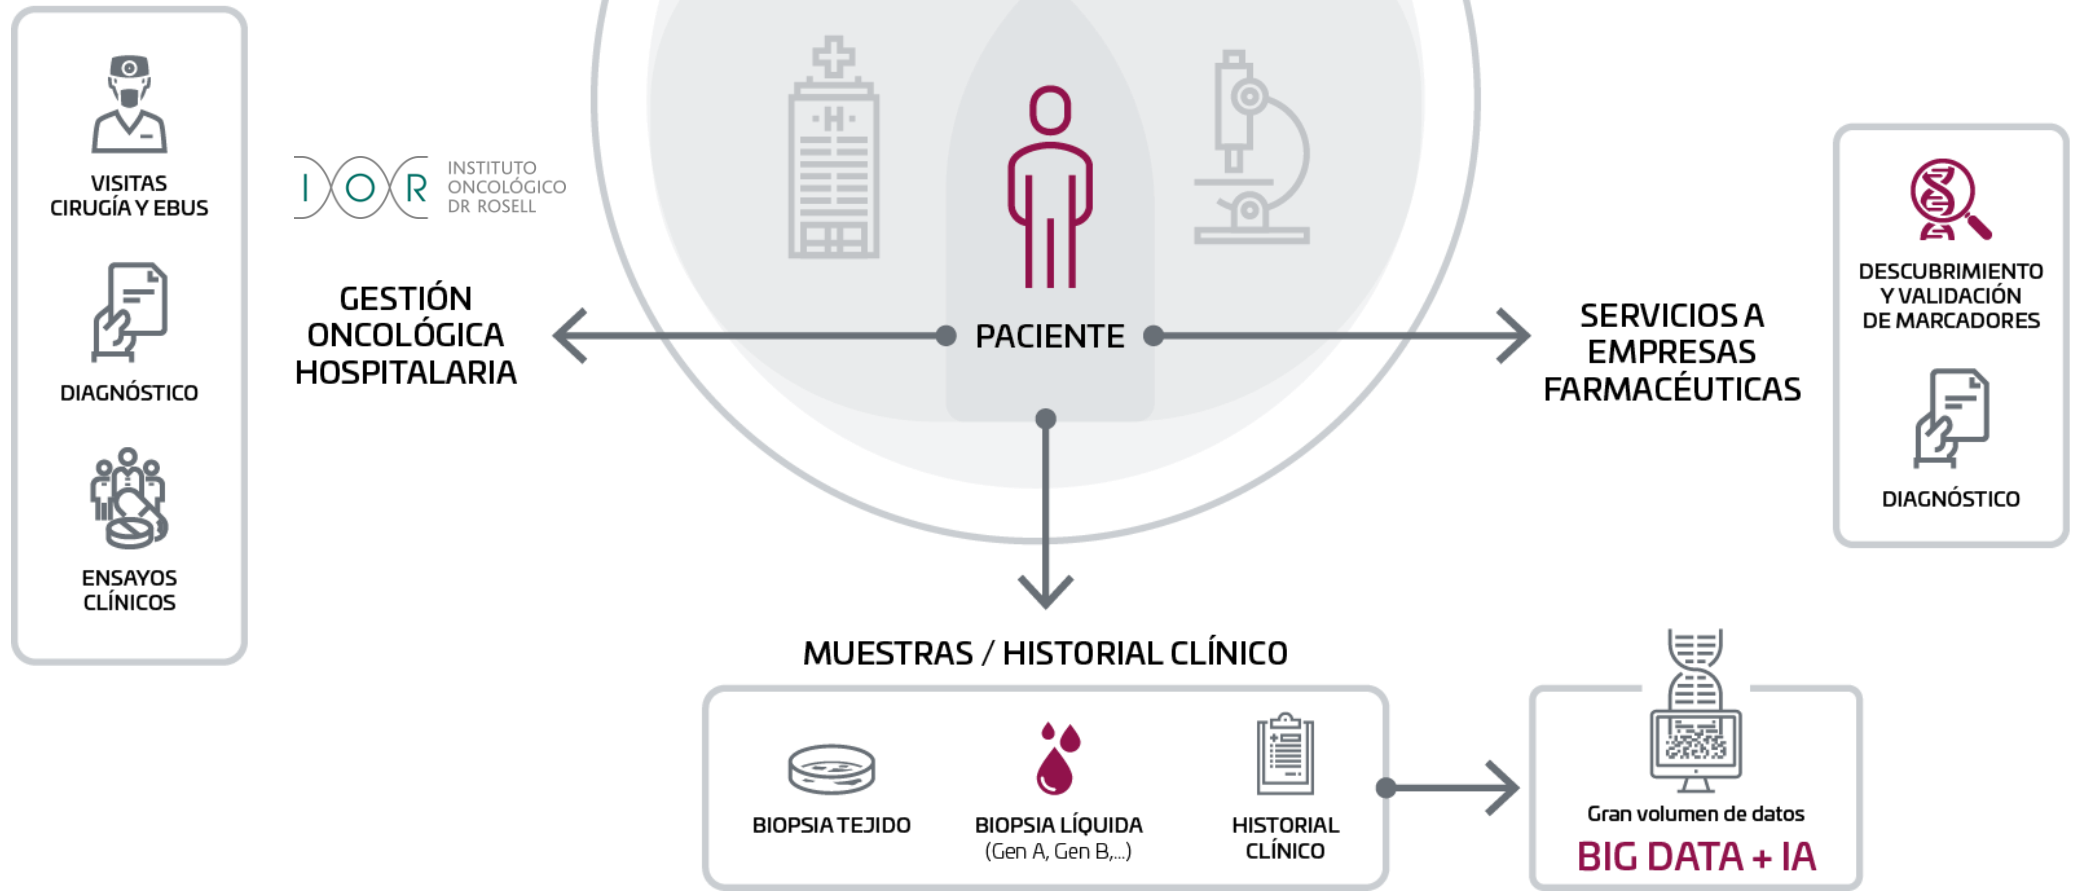 VISITAS
CIRUGÍA Y EBUS
DIAGNÓSTICO
ENSAYOS
CLÍNICOS
I O R
INSTITUTO
ONCOLÓGICO
DR ROSELL
GESTIÓN
ONCOLÓGICA
HOSPITALARIA
H
PACIENTE
SERVICIOS A
EMPRESAS
FARMACÉUTICAS
DESCUBRIMIENTO
Y VALIDACIÓN
DE MARCADORES
DIAGNÓSTICO
MUESTRAS / HISTORIAL CLÍNICO
BIOPSIA TEJIDO
BIOPSIA LÍQUIDA
(Gen A, Gen B,...)
HISTORIAL
CLÍNICO
Gran volumen de datos
BIG DATA + IA